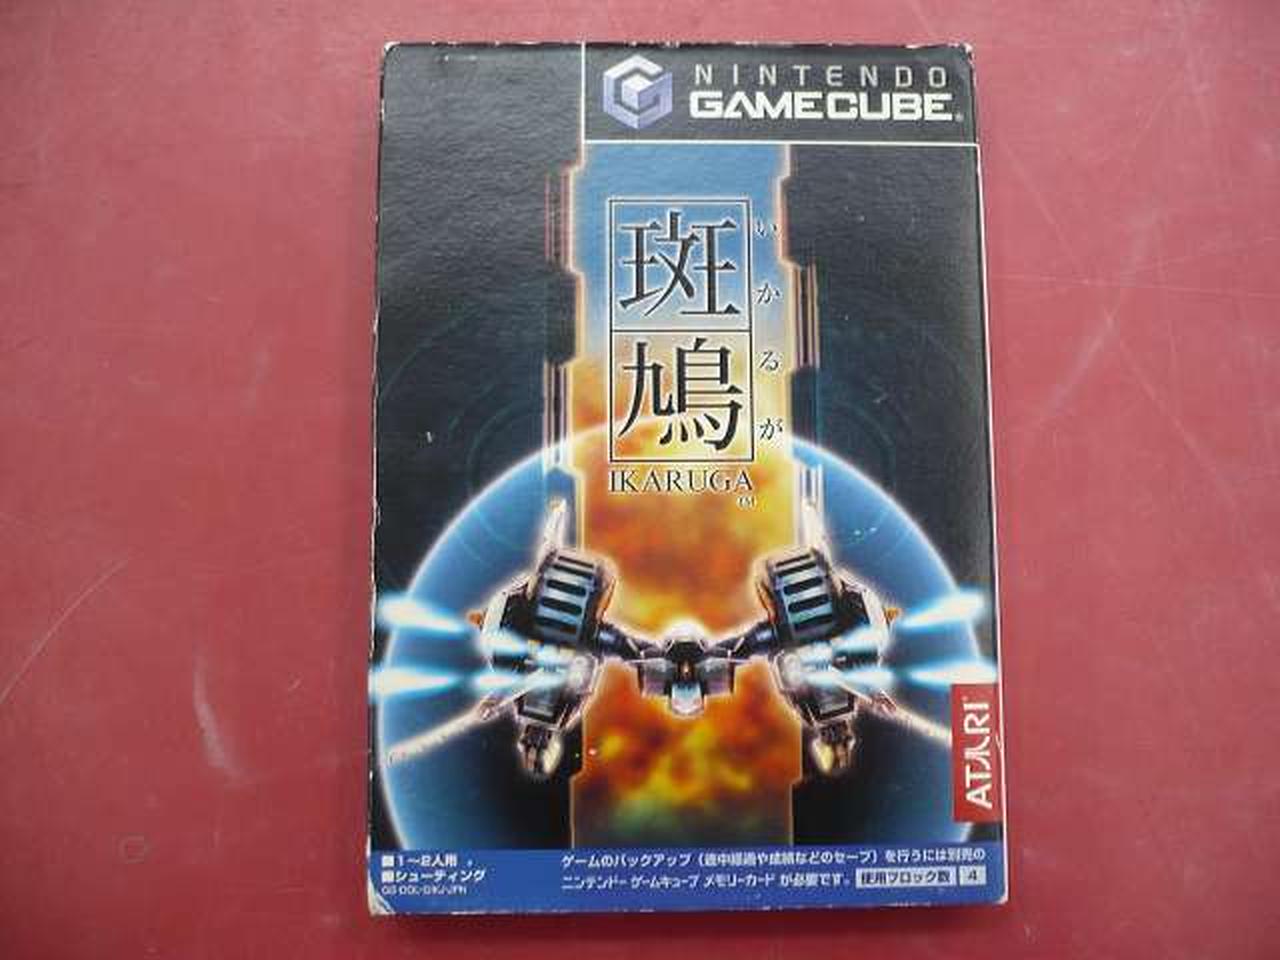 NINTENDO
GAMECUBE
斑鳩
いかるが
IKARUGA
TM
ATARI
■1～2人用
■シューティング
ゲームのバックアップ（途中経過や成績などのセーブ）を行うには別売の
ニンテンドーゲームキューブ メモリーカード が必要です。 使用ブロック数 4